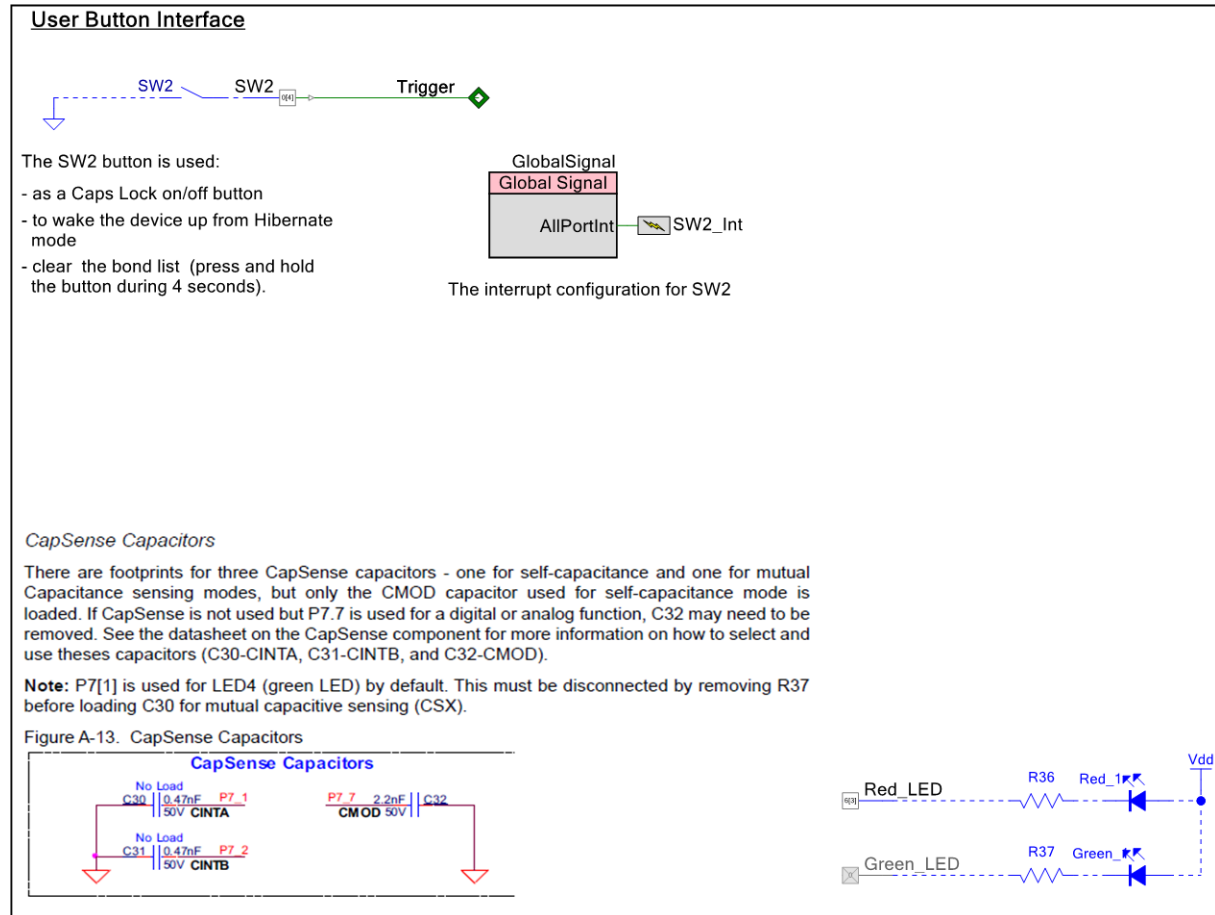 User Button Interface
SW2
SW2
0[4]
Trigger
The SW2 button is used:
- as a Caps Lock on/off button
- to wake the device up from Hibernate
mode
- clear the bond list (press and hold
the button during 4 seconds).
GlobalSignal
Global Signal
AllPortInt
SW2_Int
The interrupt configuration for SW2
CapSense Capacitors
There are footprints for three CapSense capacitors - one for self-capacitance and one for mutual
Capacitance sensing modes, but only the CMOD capacitor used for self-capacitance mode is
loaded. If CapSense is not used but P7.7 is used for a digital or analog function, C32 may need to be
removed. See the datasheet on the CapSense component for more information on how to select and
use theses capacitors (C30-CINTA, C31-CINTB, and C32-CMOD).
Note: P7[1] is used for LED4 (green LED) by default. This must be disconnected by removing R37
before loading C30 for mutual capacitive sensing (CSX).
Figure A-13. CapSense Capacitors
CapSense Capacitors
No Load
C30 0.47nF P7_1
50V CINTA
No Load
C31 0.47nF P7_2
50V CINTB
P7_7 2.2nF C32
CMOD 50V
Vdd
6[3] Red_LED R36 Red_1
Green_LED R37